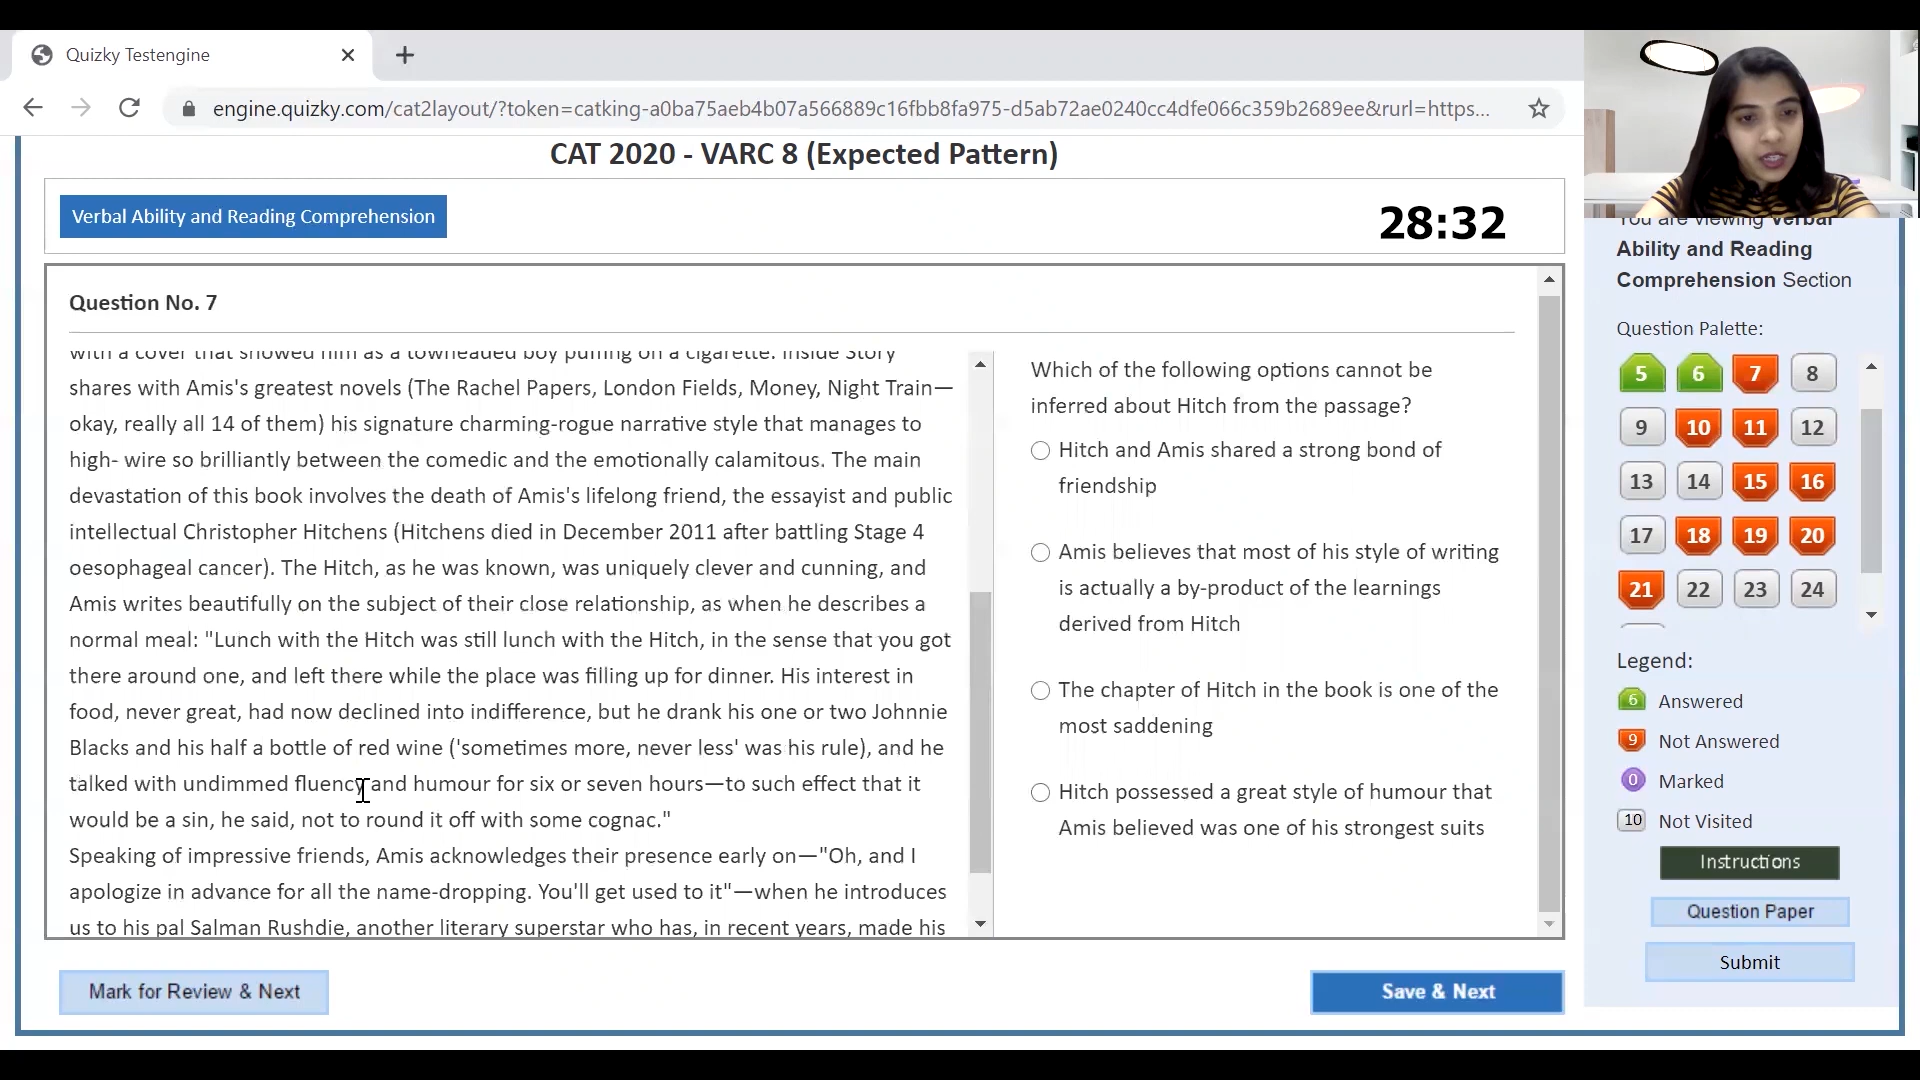 Quizky Testengine
engine.quizky.com/cat2layout/?token=catking-a0ba75aeb4b07a566889c16fbb8fa975-d5ab72ae0240cc4dfe066c359b2689ee&rurl=https...
CAT 2020 - VARC 8 (Expected Pattern)
Verbal Ability and Reading Comprehension
28:32
Question No. 7
with a cover that showed him as a towheaded boy puffing on a cigarette. Inside Story
shares with Amis's greatest novels (The Rachel Papers, London Fields, Money, Night Train—
okay, really all 14 of them) his signature charming-rogue narrative style that manages to
high- wire so brilliantly between the comedic and the emotionally calamitous. The main
devastation of this book involves the death of Amis's lifelong friend, the essayist and public
intellectual Christopher Hitchens (Hitchens died in December 2011 after battling Stage 4
oesophageal cancer). The Hitch, as he was known, was uniquely clever and cunning, and
Amis writes beautifully on the subject of their close relationship, as when he describes a
normal meal: "Lunch with the Hitch was still lunch with the Hitch, in the sense that you got
there around one, and left there while the place was filling up for dinner. His interest in
food, never great, had now declined into indifference, but he drank his one or two Johnnie
Blacks and his half a bottle of red wine ('sometimes more, never less' was his rule), and he
talked with undimmed fluency and humour for six or seven hours—to such effect that it
would be a sin, he said, not to round it off with some cognac."
Speaking of impressive friends, Amis acknowledges their presence early on—"Oh, and I
apologize in advance for all the name-dropping. You'll get used to it"—when he introduces
us to his pal Salman Rushdie, another literary superstar who has, in recent years, made his
Which of the following options cannot be
inferred about Hitch from the passage?
Hitch and Amis shared a strong bond of
friendship
Amis believes that most of his style of writing
is actually a by-product of the learnings
derived from Hitch
The chapter of Hitch in the book is one of the
most saddening
Hitch possessed a great style of humour that
Amis believed was one of his strongest suits
Mark for Review & Next
Save & Next
You are viewing Verbal
Ability and Reading
Comprehension Section
Question Palette:
5 6 7 8
9 10 11 12
13 14 15 16
17 18 19 20
21 22 23 24
Legend:
6 Answered
9 Not Answered
0 Marked
10 Not Visited
Instructions
Question Paper
Submit